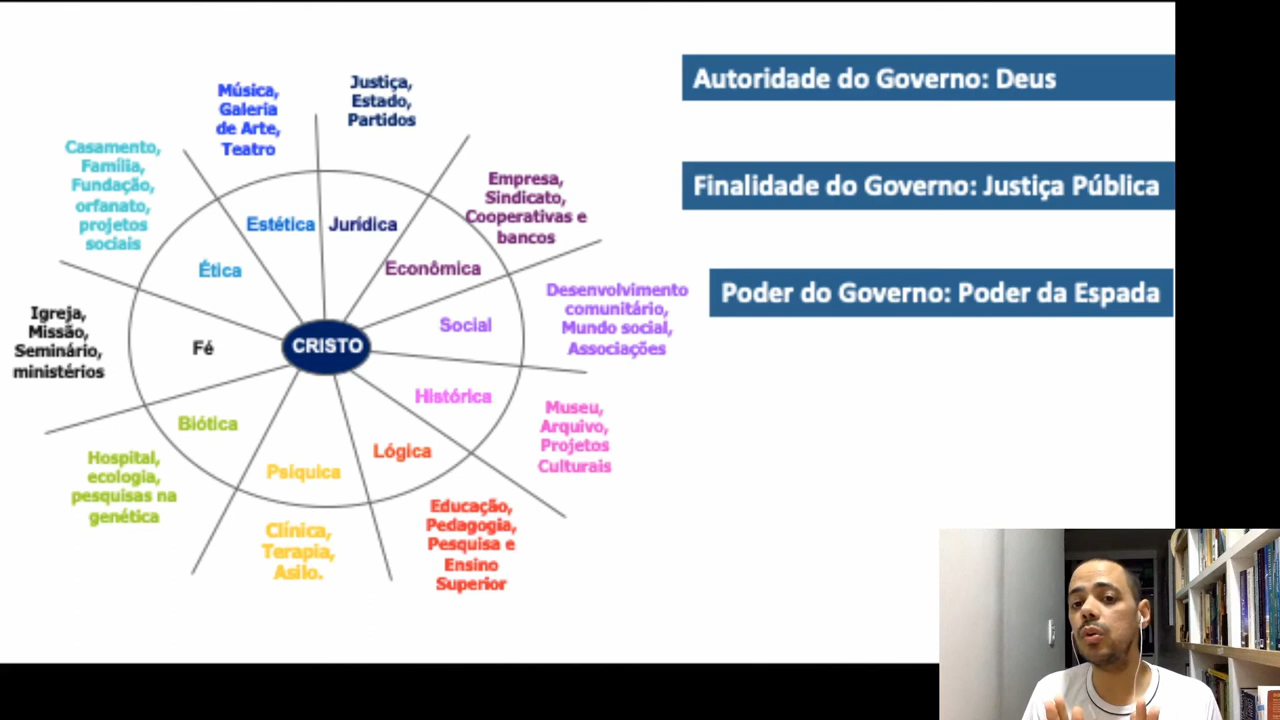 Música,
Galeria
de Arte,
Teatro
Justiça,
Estado,
Partidos
Casamento,
Família,
Fundação,
orfanato,
projetos
sociais
Empresa,
Sindicato,
Cooperativas e
bancos
Estética
Jurídica
Ética
Econômica
Desenvolvimento
comunitário,
Mundo social,
Associações
Social
Igreja,
Missão,
Seminário,
ministérios
Fé
CRISTO
Histórica
Museu,
Arquivo,
Projetos
Culturais
Biótica
Lógica
Psiquica
Hospital,
ecologia,
pesquisas na
genética
Clínica,
Terapia,
Asilo.
Educação,
Pedagogia,
Pesquisa e
Ensino
Superior
Autoridade do Governo: Deus
Finalidade do Governo: Justiça Pública
Poder do Governo: Poder da Espada